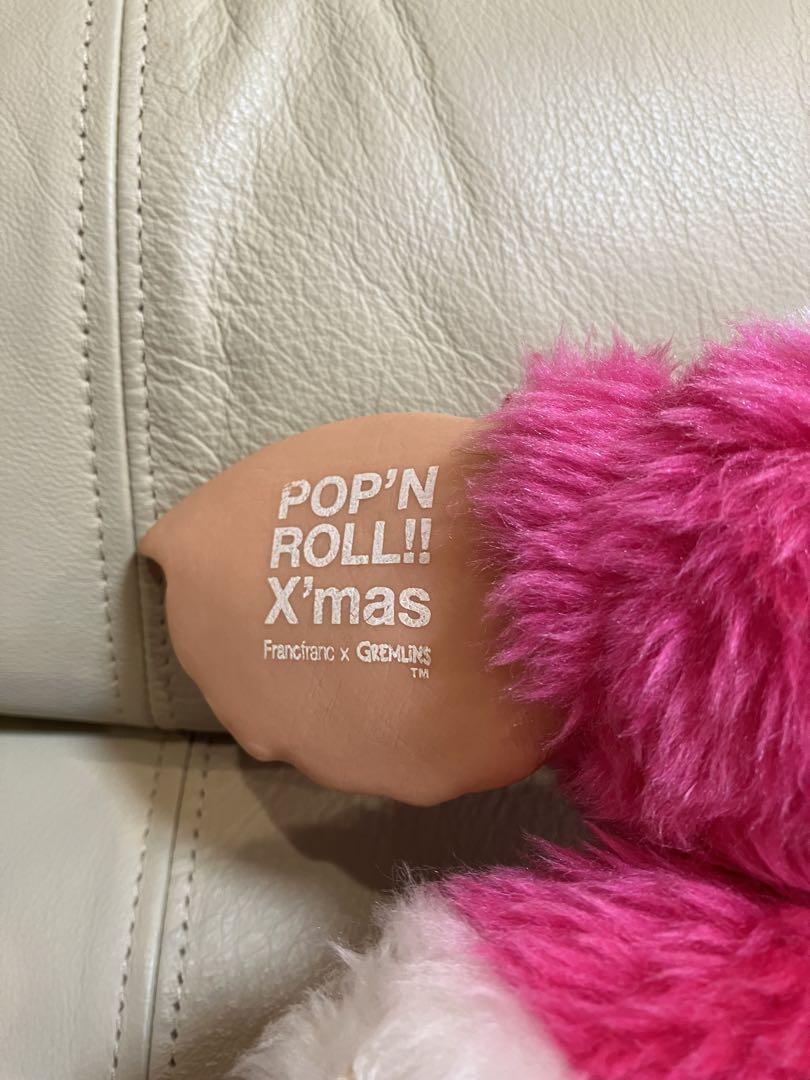 POP'N
ROLL!!
X'mas
Francfranc x GREMLINS
TM